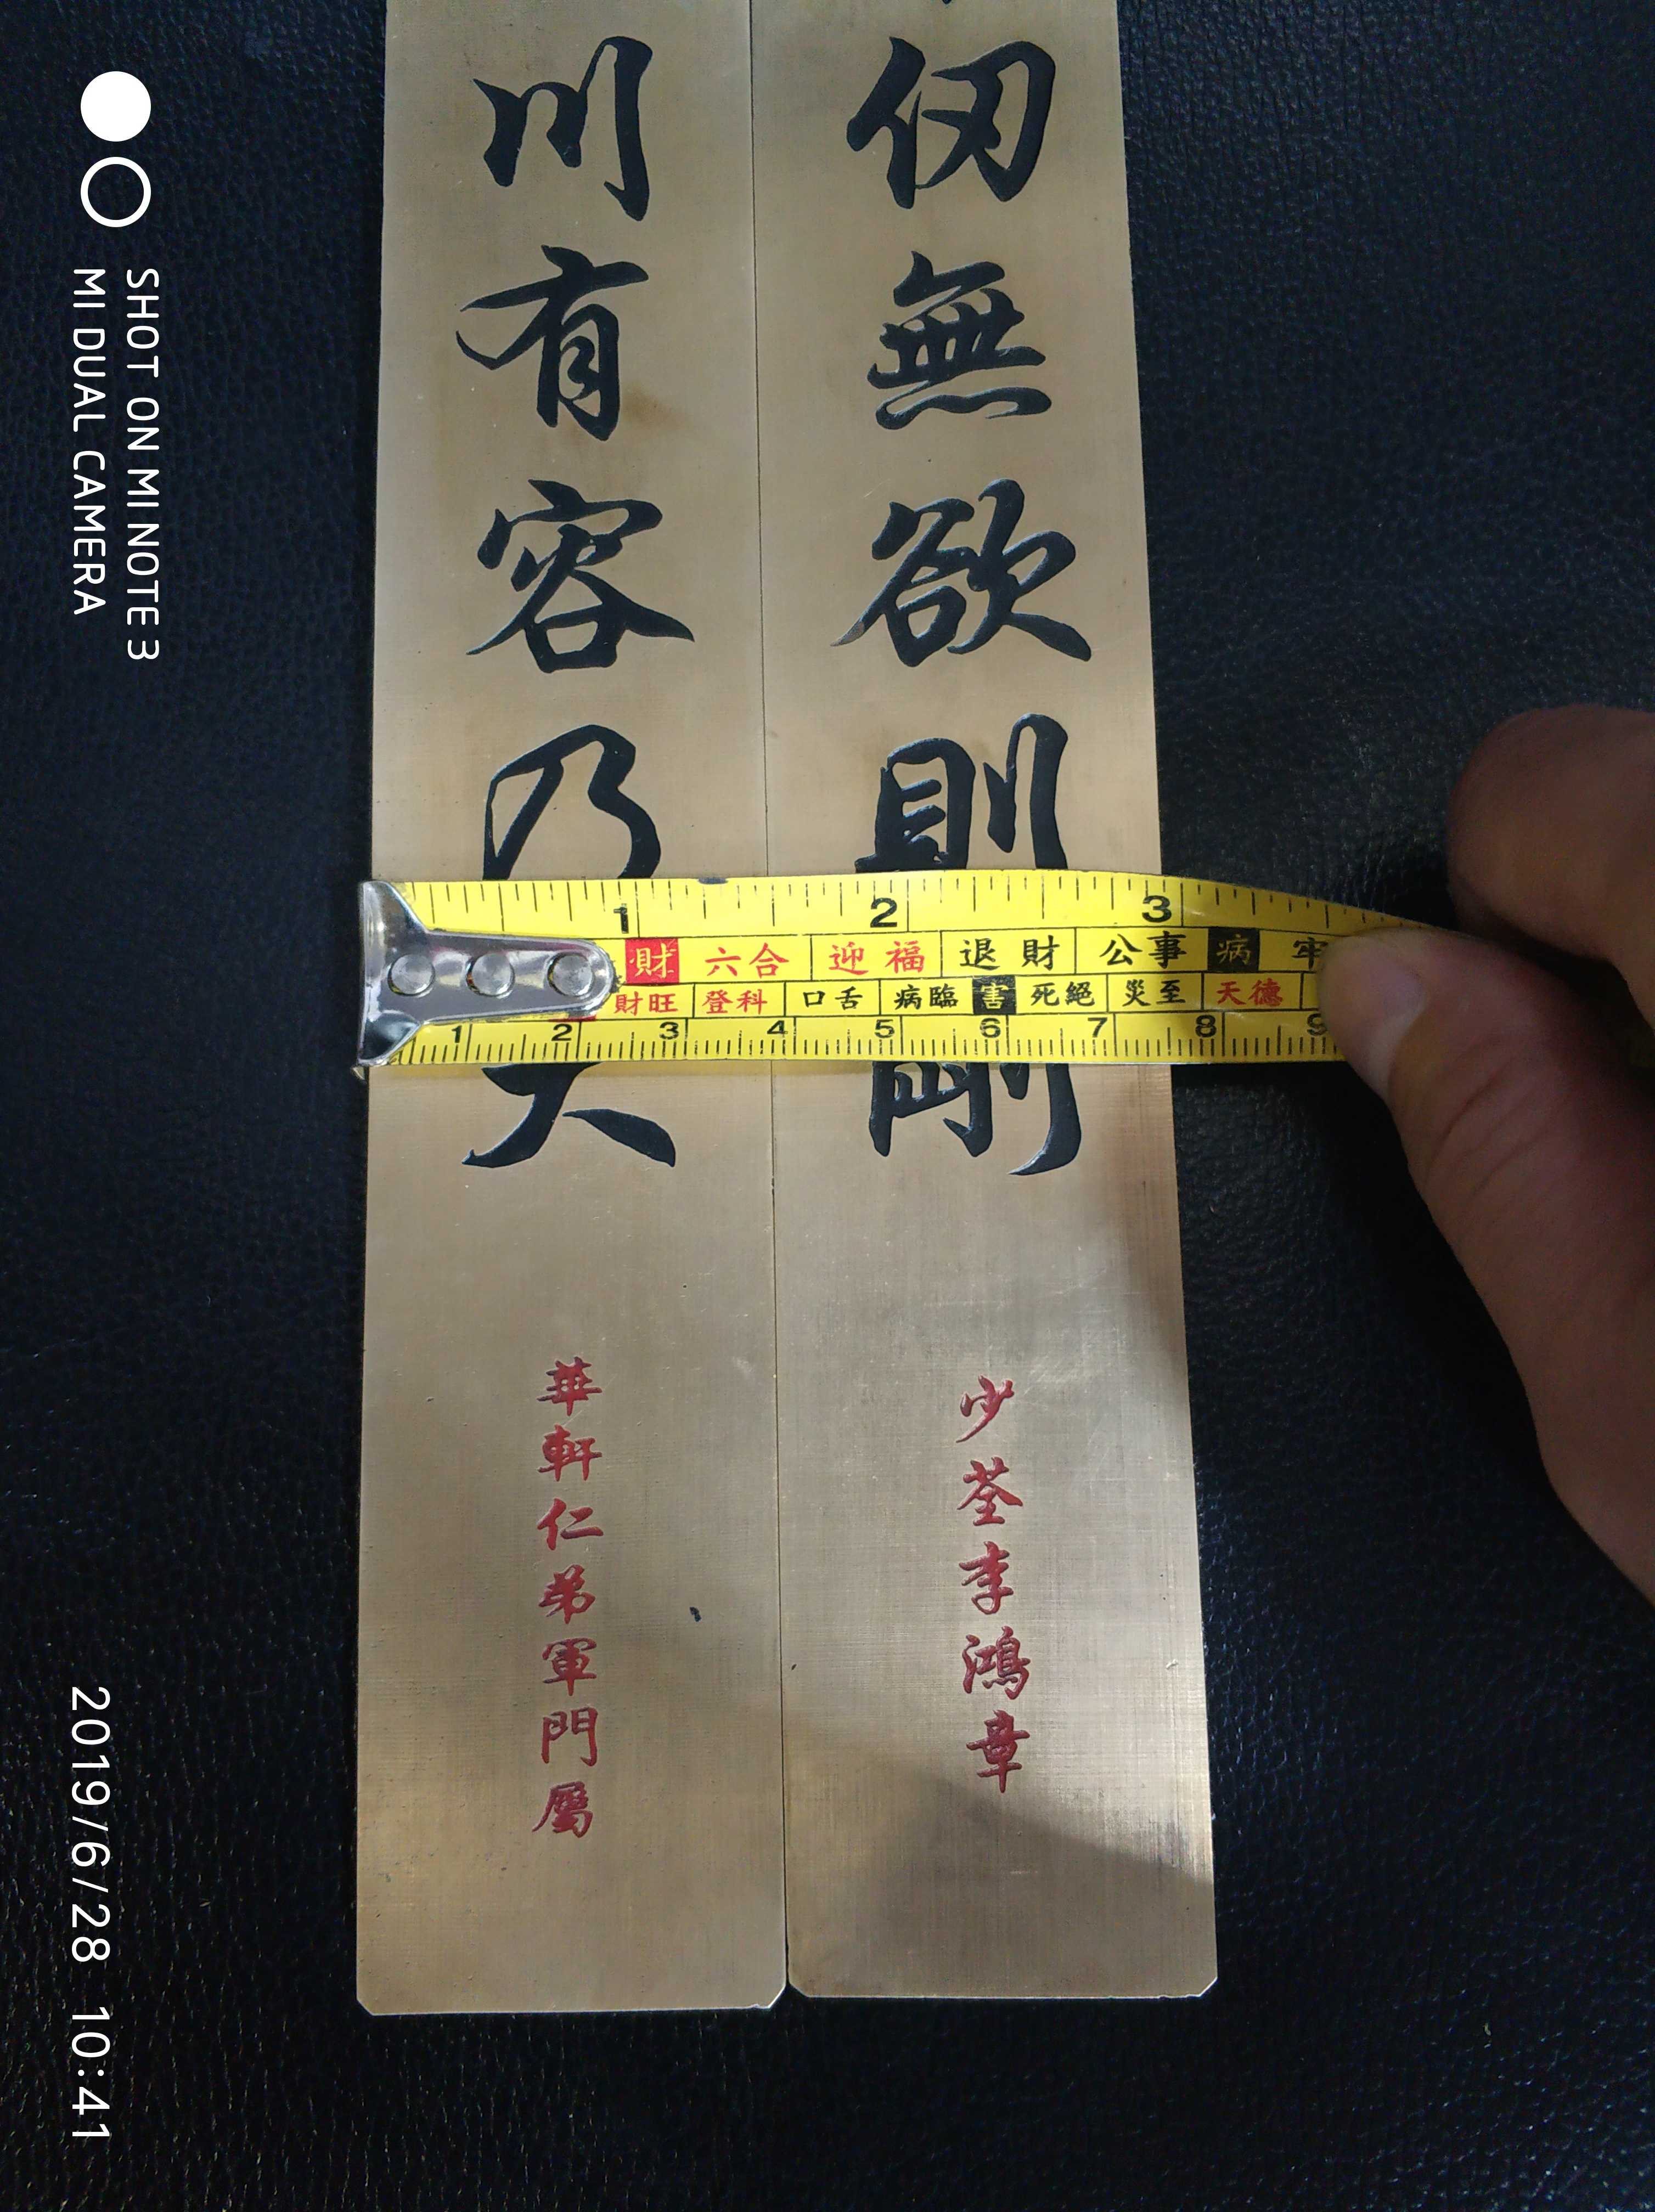 川有容乃大
仞無欲則剛
華軒仁弟軍門屬
少荃李鴻章
1 2 3
財 六合 迎福 退財 公事 病 牢
財旺 登科 口舌 病臨 害 死絕 災至 天德
1 2 3 4 5 6 7 8 9
SHOT ON MI NOTE 3
MI DUAL CAMERA
2019/6/28 10:41